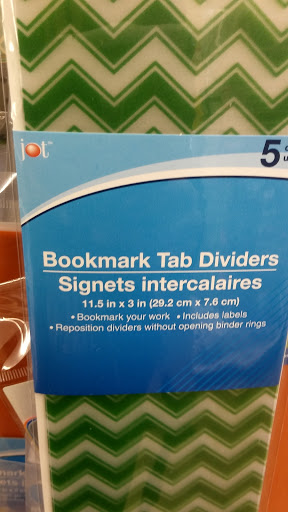 jot
5
Bookmark Tab Dividers
Signets intercalaires
11.5 in x 3 in (29.2 cm x 7.6 cm)
• Bookmark your work • Includes labels
• Reposition dividers without opening binder rings